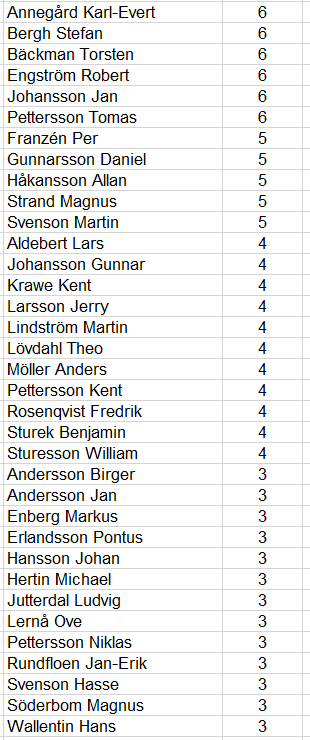 Annegård Karl-Evert 6
Bergh Stefan 6
Bäckman Torsten 6
Engström Robert 6
Johansson Jan 6
Pettersson Tomas 6
Franzén Per 5
Gunnarsson Daniel 5
Håkansson Allan 5
Strand Magnus 5
Svenson Martin 5
Aldebert Lars 4
Johansson Gunnar 4
Krawe Kent 4
Larsson Jerry 4
Lindström Martin 4
Lövdahl Theo 4
Möller Anders 4
Pettersson Kent 4
Rosenqvist Fredrik 4
Sturek Benjamin 4
Sturesson William 4
Andersson Birger 3
Andersson Jan 3
Enberg Markus 3
Erlandsson Pontus 3
Hansson Johan 3
Hertin Michael 3
Jutterdal Ludvig 3
Lernå Ove 3
Pettersson Niklas 3
Rundfloen Jan-Erik 3
Svenson Hasse 3
Söderbom Magnus 3
Wallentin Hans 3